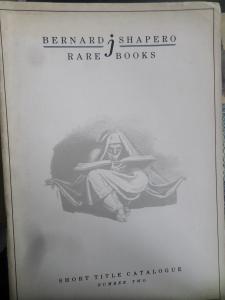 BERNARD j SHAPERO
RARE BOOKS
SHORT TITLE CATALOGUE
NUMBER TWO